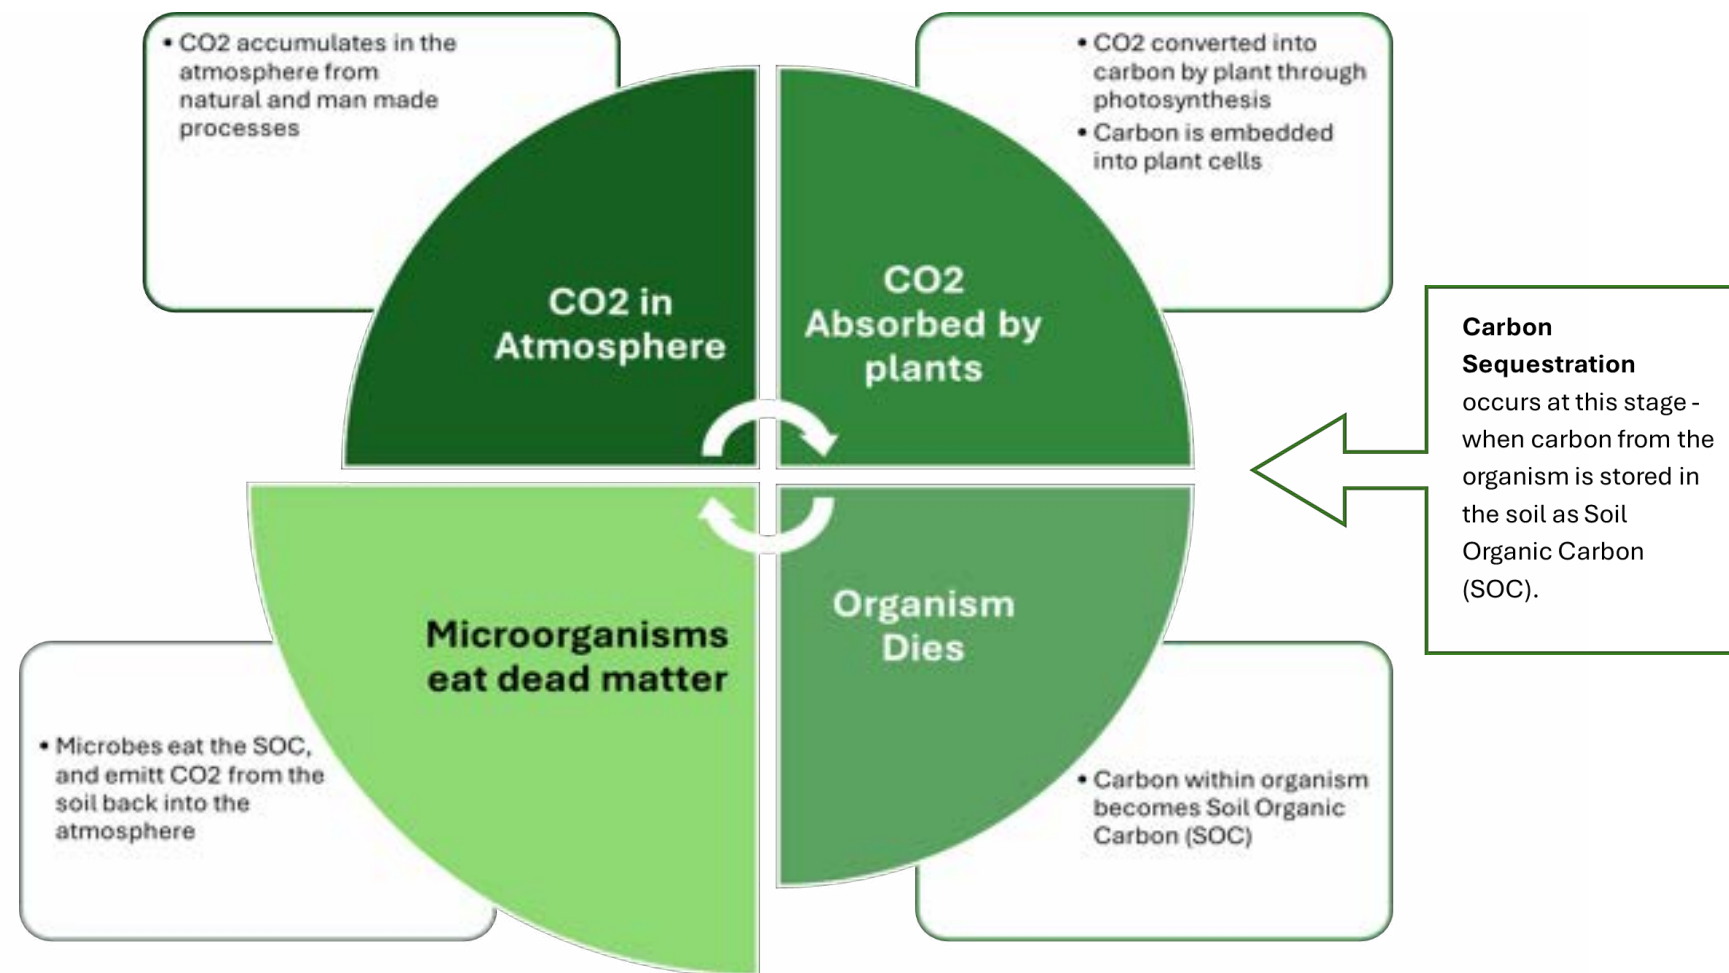 • CO2 accumulates in the
atmosphere from
natural and man made
processes
• CO2 converted into
carbon by plant through
photosynthesis
• Carbon is embedded
into plant cells
CO2 in
Atmosphere
CO2
Absorbed by
plants
Carbon
Sequestration
occurs at this stage -
when carbon from the
organism is stored in
the soil as Soil
Organic Carbon
(SOC).
Microorganisms
eat dead matter
Organism
Dies
• Microbes eat the SOC,
and emitt CO2 from the
soil back into the
atmosphere
• Carbon within organism
becomes Soil Organic
Carbon (SOC)